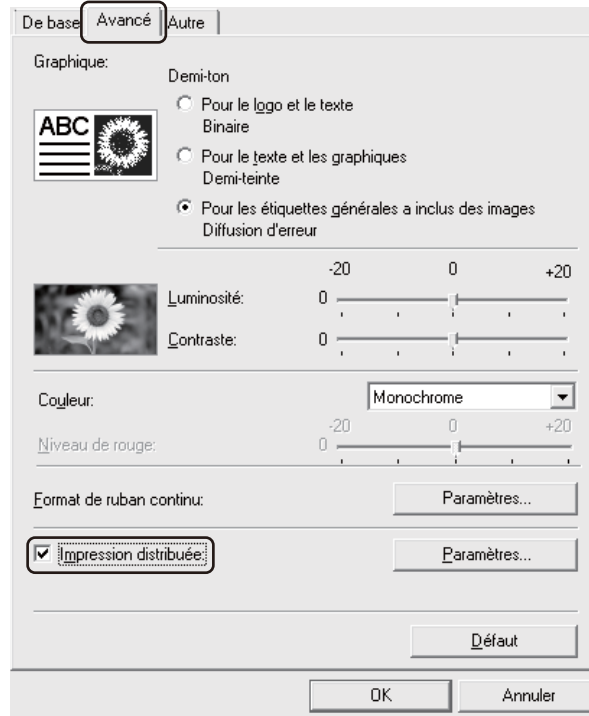 De base Avancé Autre
Graphique:
Demi-ton
ABC
Pour le logo et le texte
Binaire
Pour le texte et les graphiques
Demi-teinte
Pour les étiquettes générales a inclus des images
Diffusion d'erreur
-20 0 +20
Luminosité: 0
Contraste: 0
Couleur: Monochrome
-20 0 +20
Niveau de rouge: 0
Format de ruban continu: Paramètres...
Impression distribuée: Paramètres...
Défaut
OK Annuler